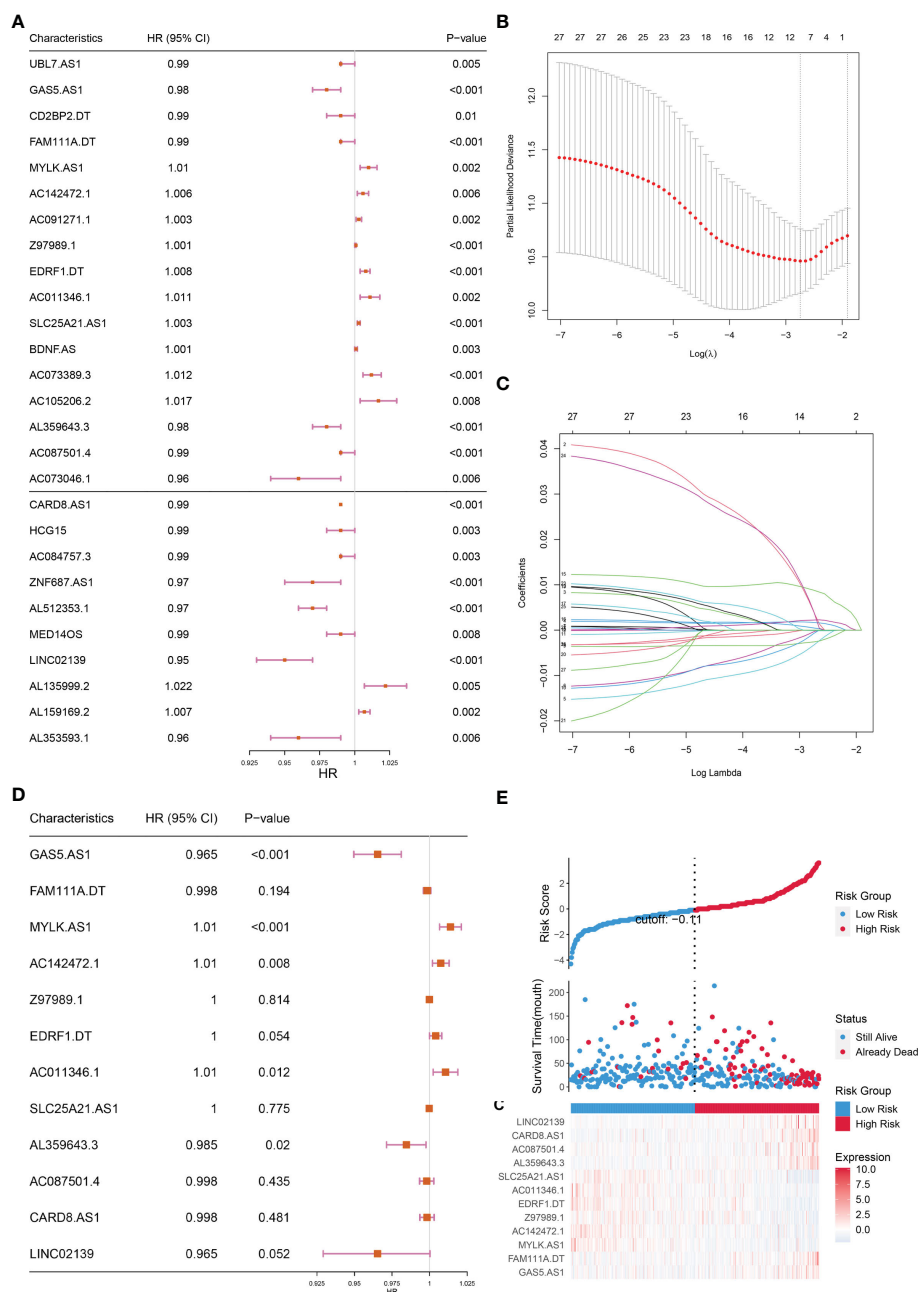 A
Characteristics HR (95% CI) P−value
UBL7.AS1 0.99 0.005
GAS5.AS1 0.98 <0.001
CD2BP2.DT 0.99 0.01
FAM111A.DT 0.99 <0.001
MYLK.AS1 1.01 0.002
AC142472.1 1.006 0.006
AC091271.1 1.003 0.002
Z97989.1 1.001 <0.001
EDRF1.DT 1.008 <0.001
AC011346.1 1.011 0.002
SLC25A21.AS1 1.003 <0.001
BDNF.AS 1.001 0.003
AC073389.3 1.012 <0.001
AC105206.2 1.017 0.008
AL359643.3 0.98 <0.001
AC087501.4 0.99 <0.001
AC073046.1 0.96 0.006
CARD8.AS1 0.99 <0.001
HCG15 0.99 0.003
AC084757.3 0.99 0.003
ZNF687.AS1 0.97 <0.001
AL512353.1 0.97 <0.001
MED14OS 0.99 0.008
LINC02139 0.95 <0.001
AL135999.2 1.022 0.005
AL159169.2 1.007 0.002
AL353593.1 0.96 0.006
0.925 0.95 0.975 1 1.025
HR
B
27 27 27 26 25 23 23 18 16 16 12 12 7 4 1
12.0
11.5
11.0
10.5
10.0
Partial Likelihood Deviance
−7 −6 −5 −4 −3 −2
Log(λ)
C
27 27 23 16 14 2
0.04
0.03
0.02
0.01
0.00
−0.01
−0.02
Coefficients
2
24
15
3
17
11
20
27
5
21
−7 −6 −5 −4 −3 −2
Log Lambda
D
Characteristics HR (95% CI) P−value
GAS5.AS1 0.965 <0.001
FAM111A.DT 0.998 0.194
MYLK.AS1 1.01 <0.001
AC142472.1 1.01 0.008
Z97989.1 1 0.814
EDRF1.DT 1 0.054
AC011346.1 1.01 0.012
SLC25A21.AS1 1 0.775
AL359643.3 0.985 0.02
AC087501.4 0.998 0.435
CARD8.AS1 0.998 0.481
LINC02139 0.965 0.052
0.925 0.95 0.975 1 1.025
HR
E
Risk Score
2
0
−2
−4
cutoff: −0.11
Risk Group
Low Risk
High Risk
Survival Time(mouth)
200
150
100
50
0
Status
Still Alive
Already Dead
C
LINC02139
CARD8.AS1
AC087501.4
AL359643.3
SLC25A21.AS1
AC011346.1
EDRF1.DT
Z97989.1
AC142472.1
MYLK.AS1
FAM111A.DT
GAS5.AS1
Risk Group
Low Risk
High Risk
Expression
10.0
7.5
5.0
2.5
0.0